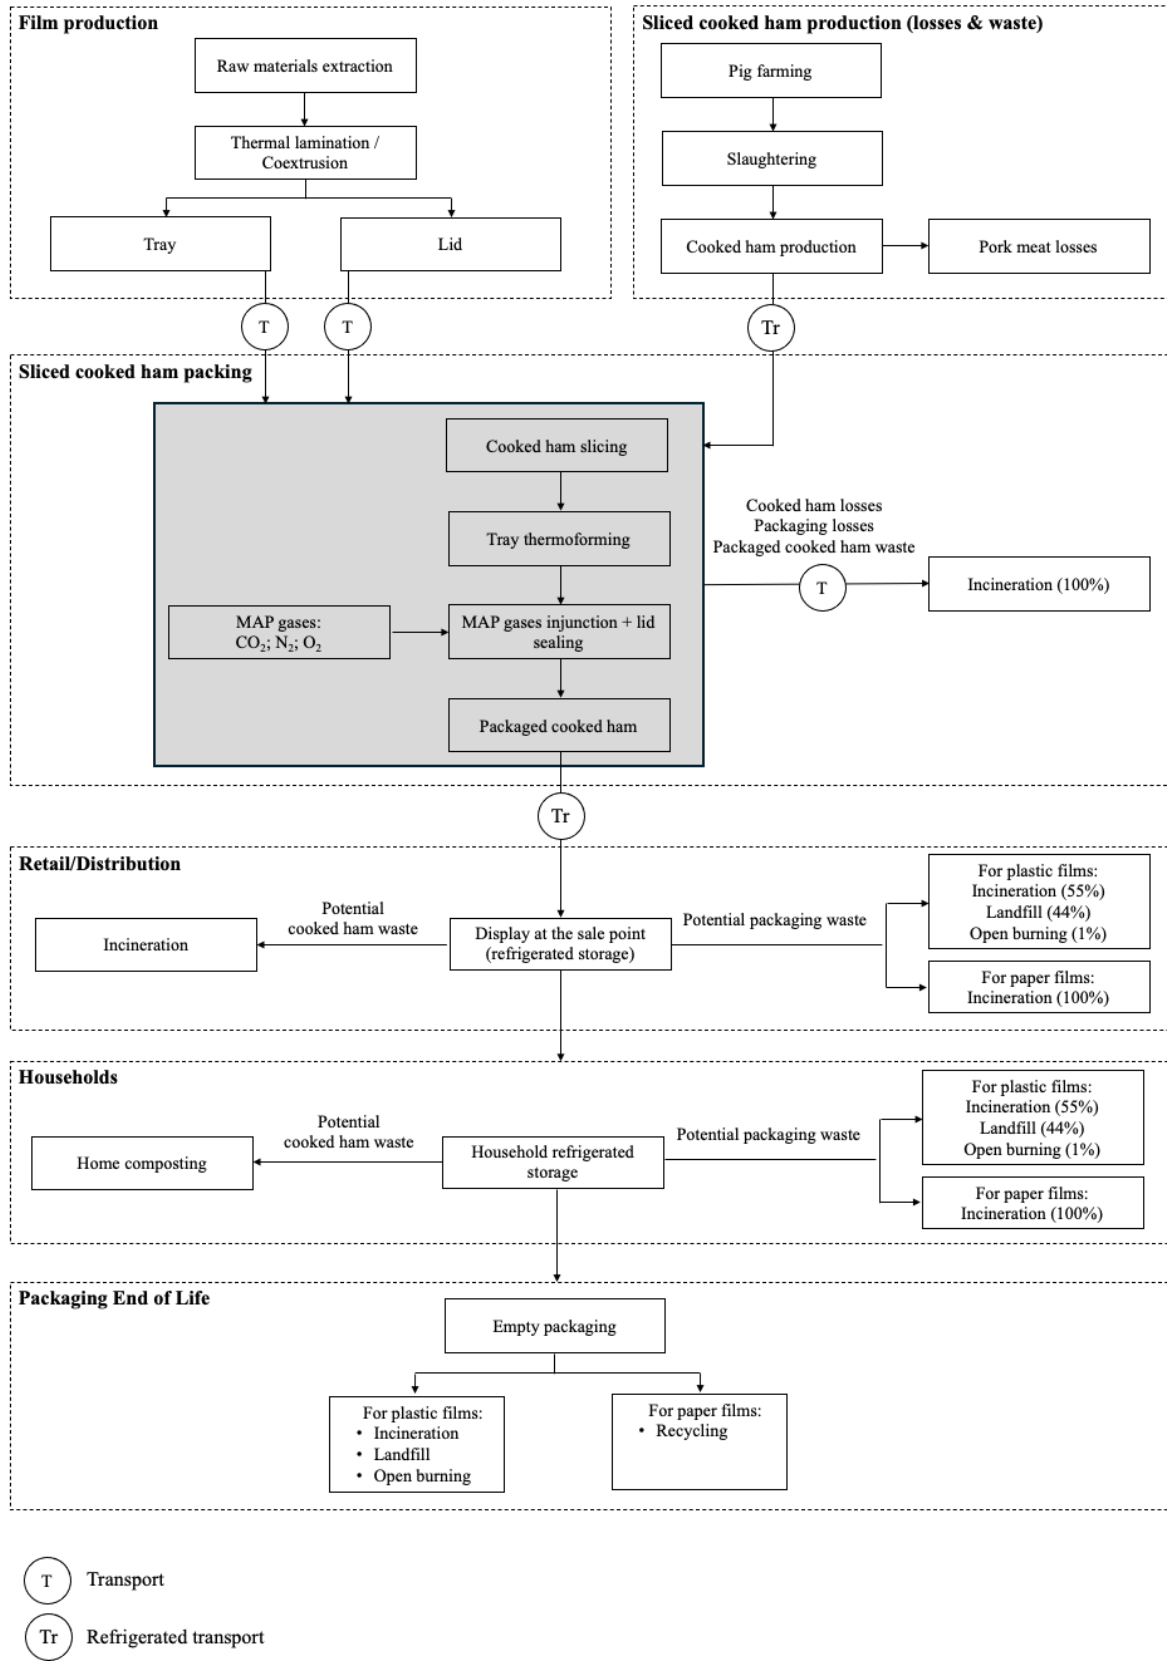 Film production
Raw materials extraction
Thermal lamination /
Coextrusion
Tray
Lid
T
T
Sliced cooked ham production (losses & waste)
Pig farming
Slaughtering
Cooked ham production
Pork meat losses
Tr
Sliced cooked ham packing
Cooked ham slicing
Tray thermoforming
MAP gases:
CO₂; N₂; O₂
MAP gases injunction + lid
sealing
Packaged cooked ham
Cooked ham losses
Packaging losses
Packaged cooked ham waste
T
Incineration (100%)
Tr
Retail/Distribution
Incineration
Potential
cooked ham waste
Display at the sale point
(refrigerated storage)
Potential packaging waste
For plastic films:
Incineration (55%)
Landfill (44%)
Open burning (1%)
For paper films:
Incineration (100%)
Households
Home composting
Potential
cooked ham waste
Household refrigerated
storage
Potential packaging waste
For plastic films:
Incineration (55%)
Landfill (44%)
Open burning (1%)
For paper films:
Incineration (100%)
Packaging End of Life
Empty packaging
For plastic films:
• Incineration
• Landfill
• Open burning
For paper films:
• Recycling
T Transport
Tr Refrigerated transport